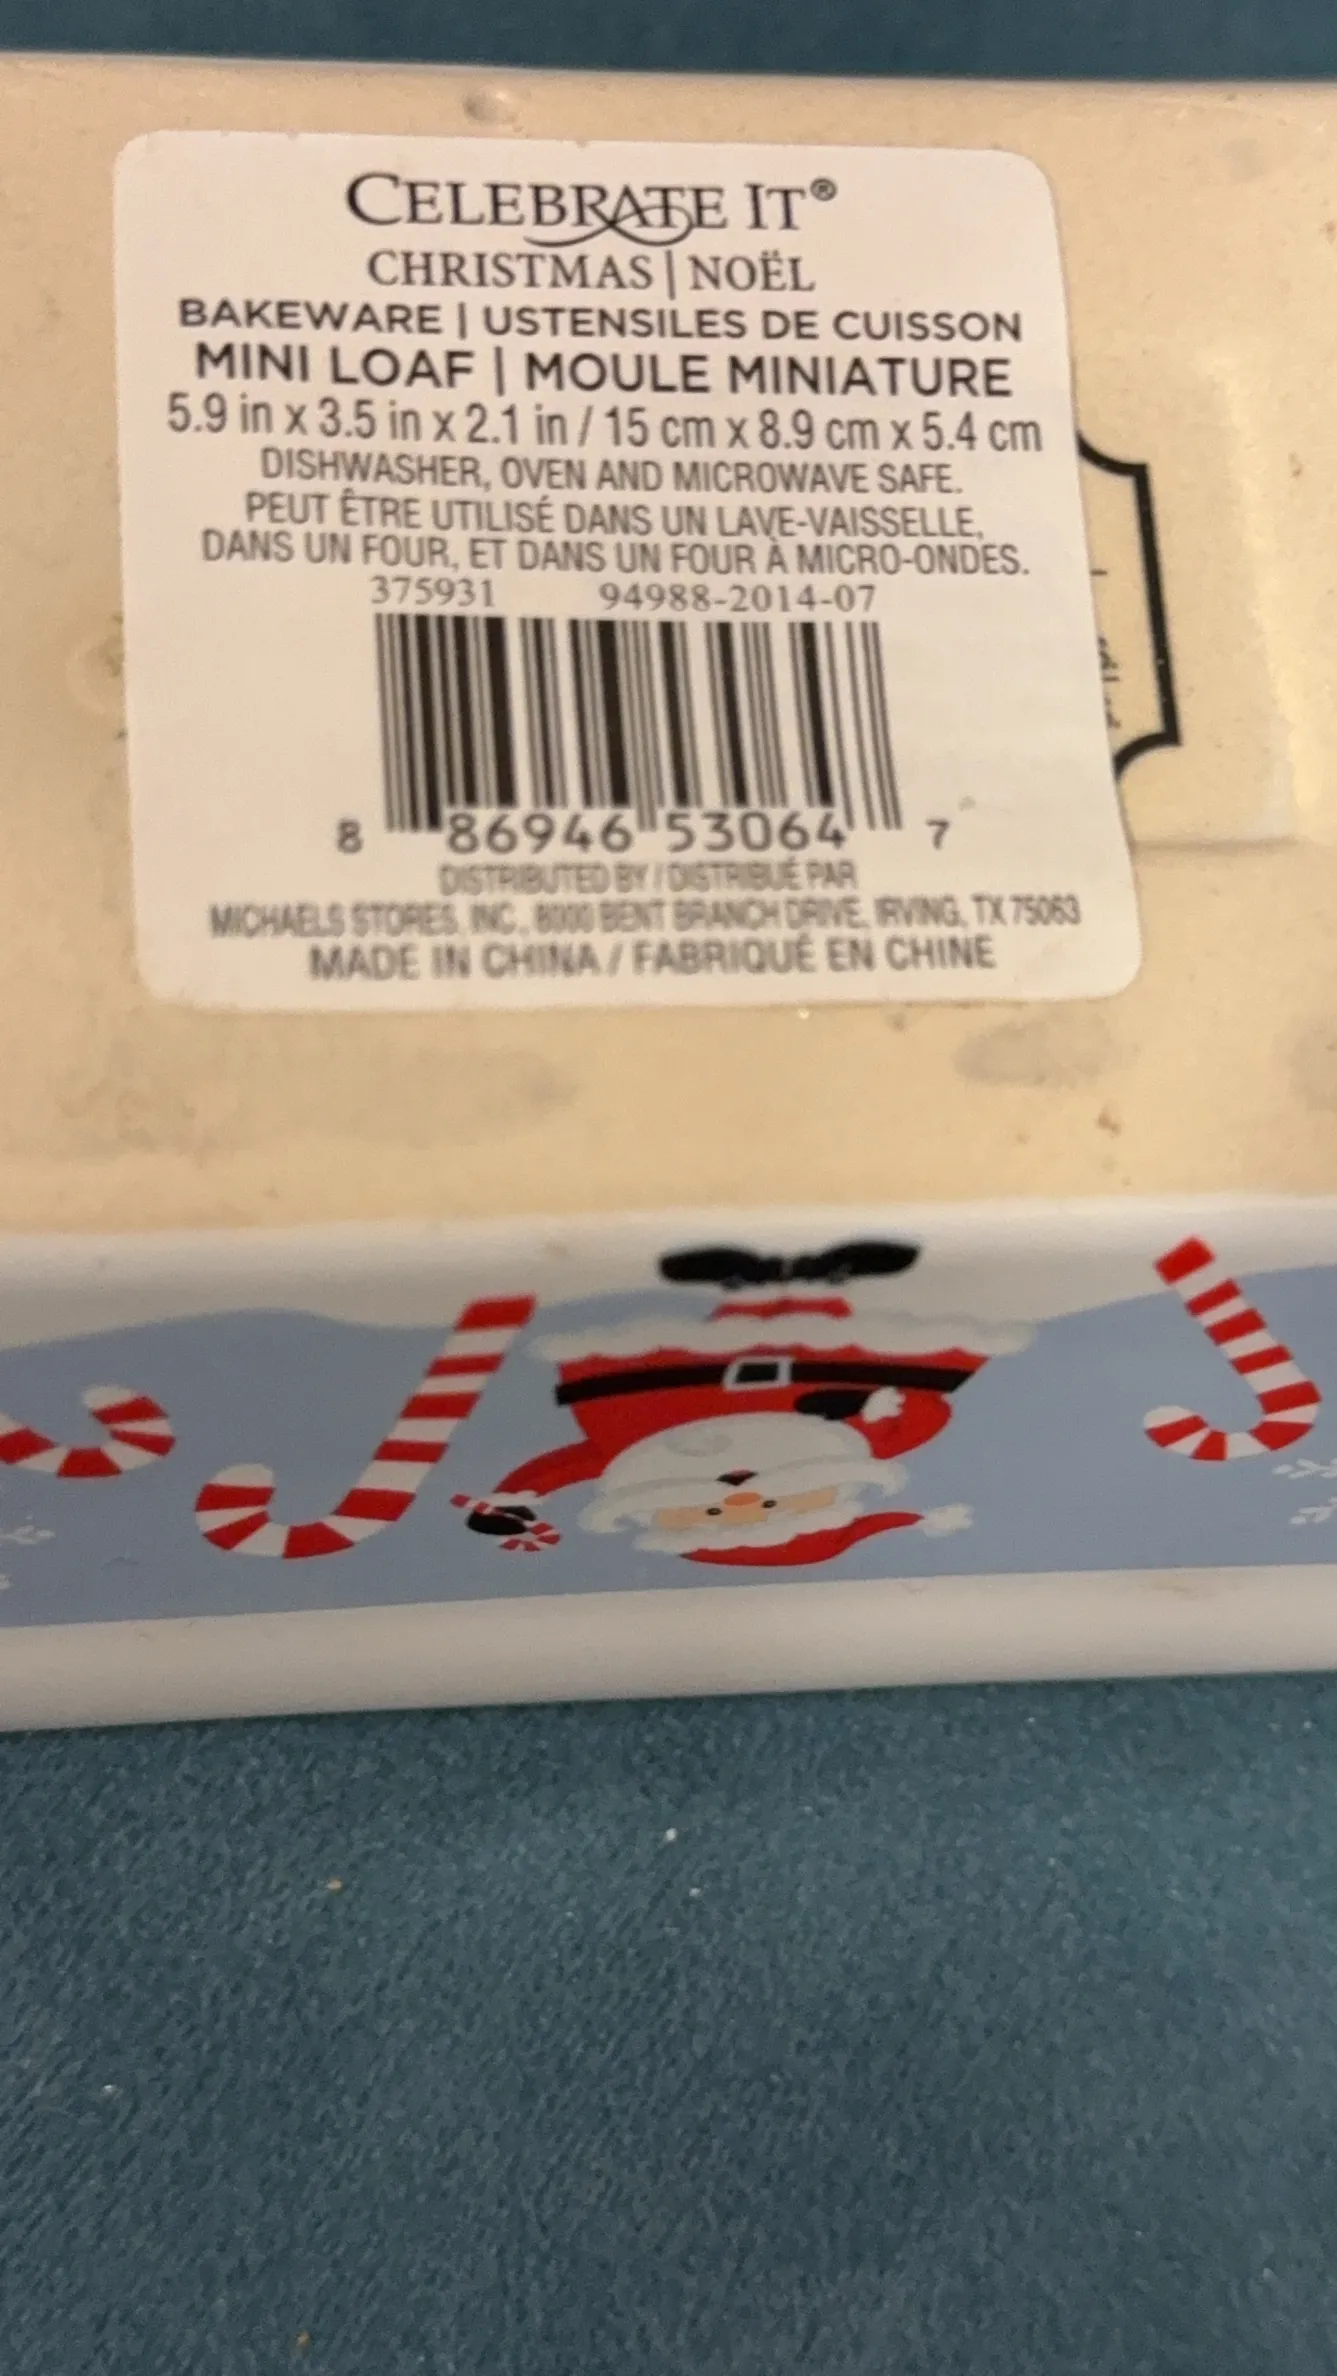 CELEBRATE IT®
CHRISTMAS | NOËL
BAKEWARE | USTENSILES DE CUISSON
MINI LOAF | MOULE MINIATURE
5.9 in x 3.5 in x 2.1 in / 15 cm x 8.9 cm x 5.4 cm
DISHWASHER, OVEN AND MICROWAVE SAFE.
PEUT ÊTRE UTILISÉ DANS UN LAVE-VAISSELLE,
DANS UN FOUR, ET DANS UN FOUR À MICRO-ONDES.
375931 94988-2014-07
8 86946 53064 7
DISTRIBUTED BY / DISTRIBUÉ PAR
MICHAELS STORES, INC., 8000 BENT BRANCH DRIVE, IRVING, TX 75063
MADE IN CHINA / FABRIQUÉ EN CHINE